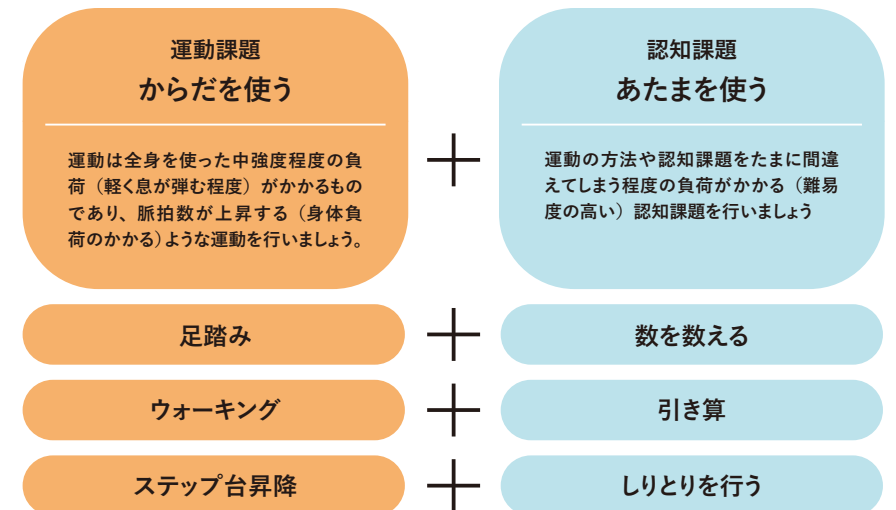 運動課題
からだを使う
運動は全身を使った中強度程度の負
荷（軽く息が弾む程度）がかかるもの
であり、脈拍数が上昇する（身体負
荷のかかる）ような運動を行いましょう。
＋
認知課題
あたまを使う
運動の方法や認知課題をたまに間違
えてしまう程度の負荷がかかる（難易
度の高い）認知課題を行いましょう
足踏み ＋ 数を数える
ウォーキング ＋ 引き算
ステップ台昇降 ＋ しりとりを行う